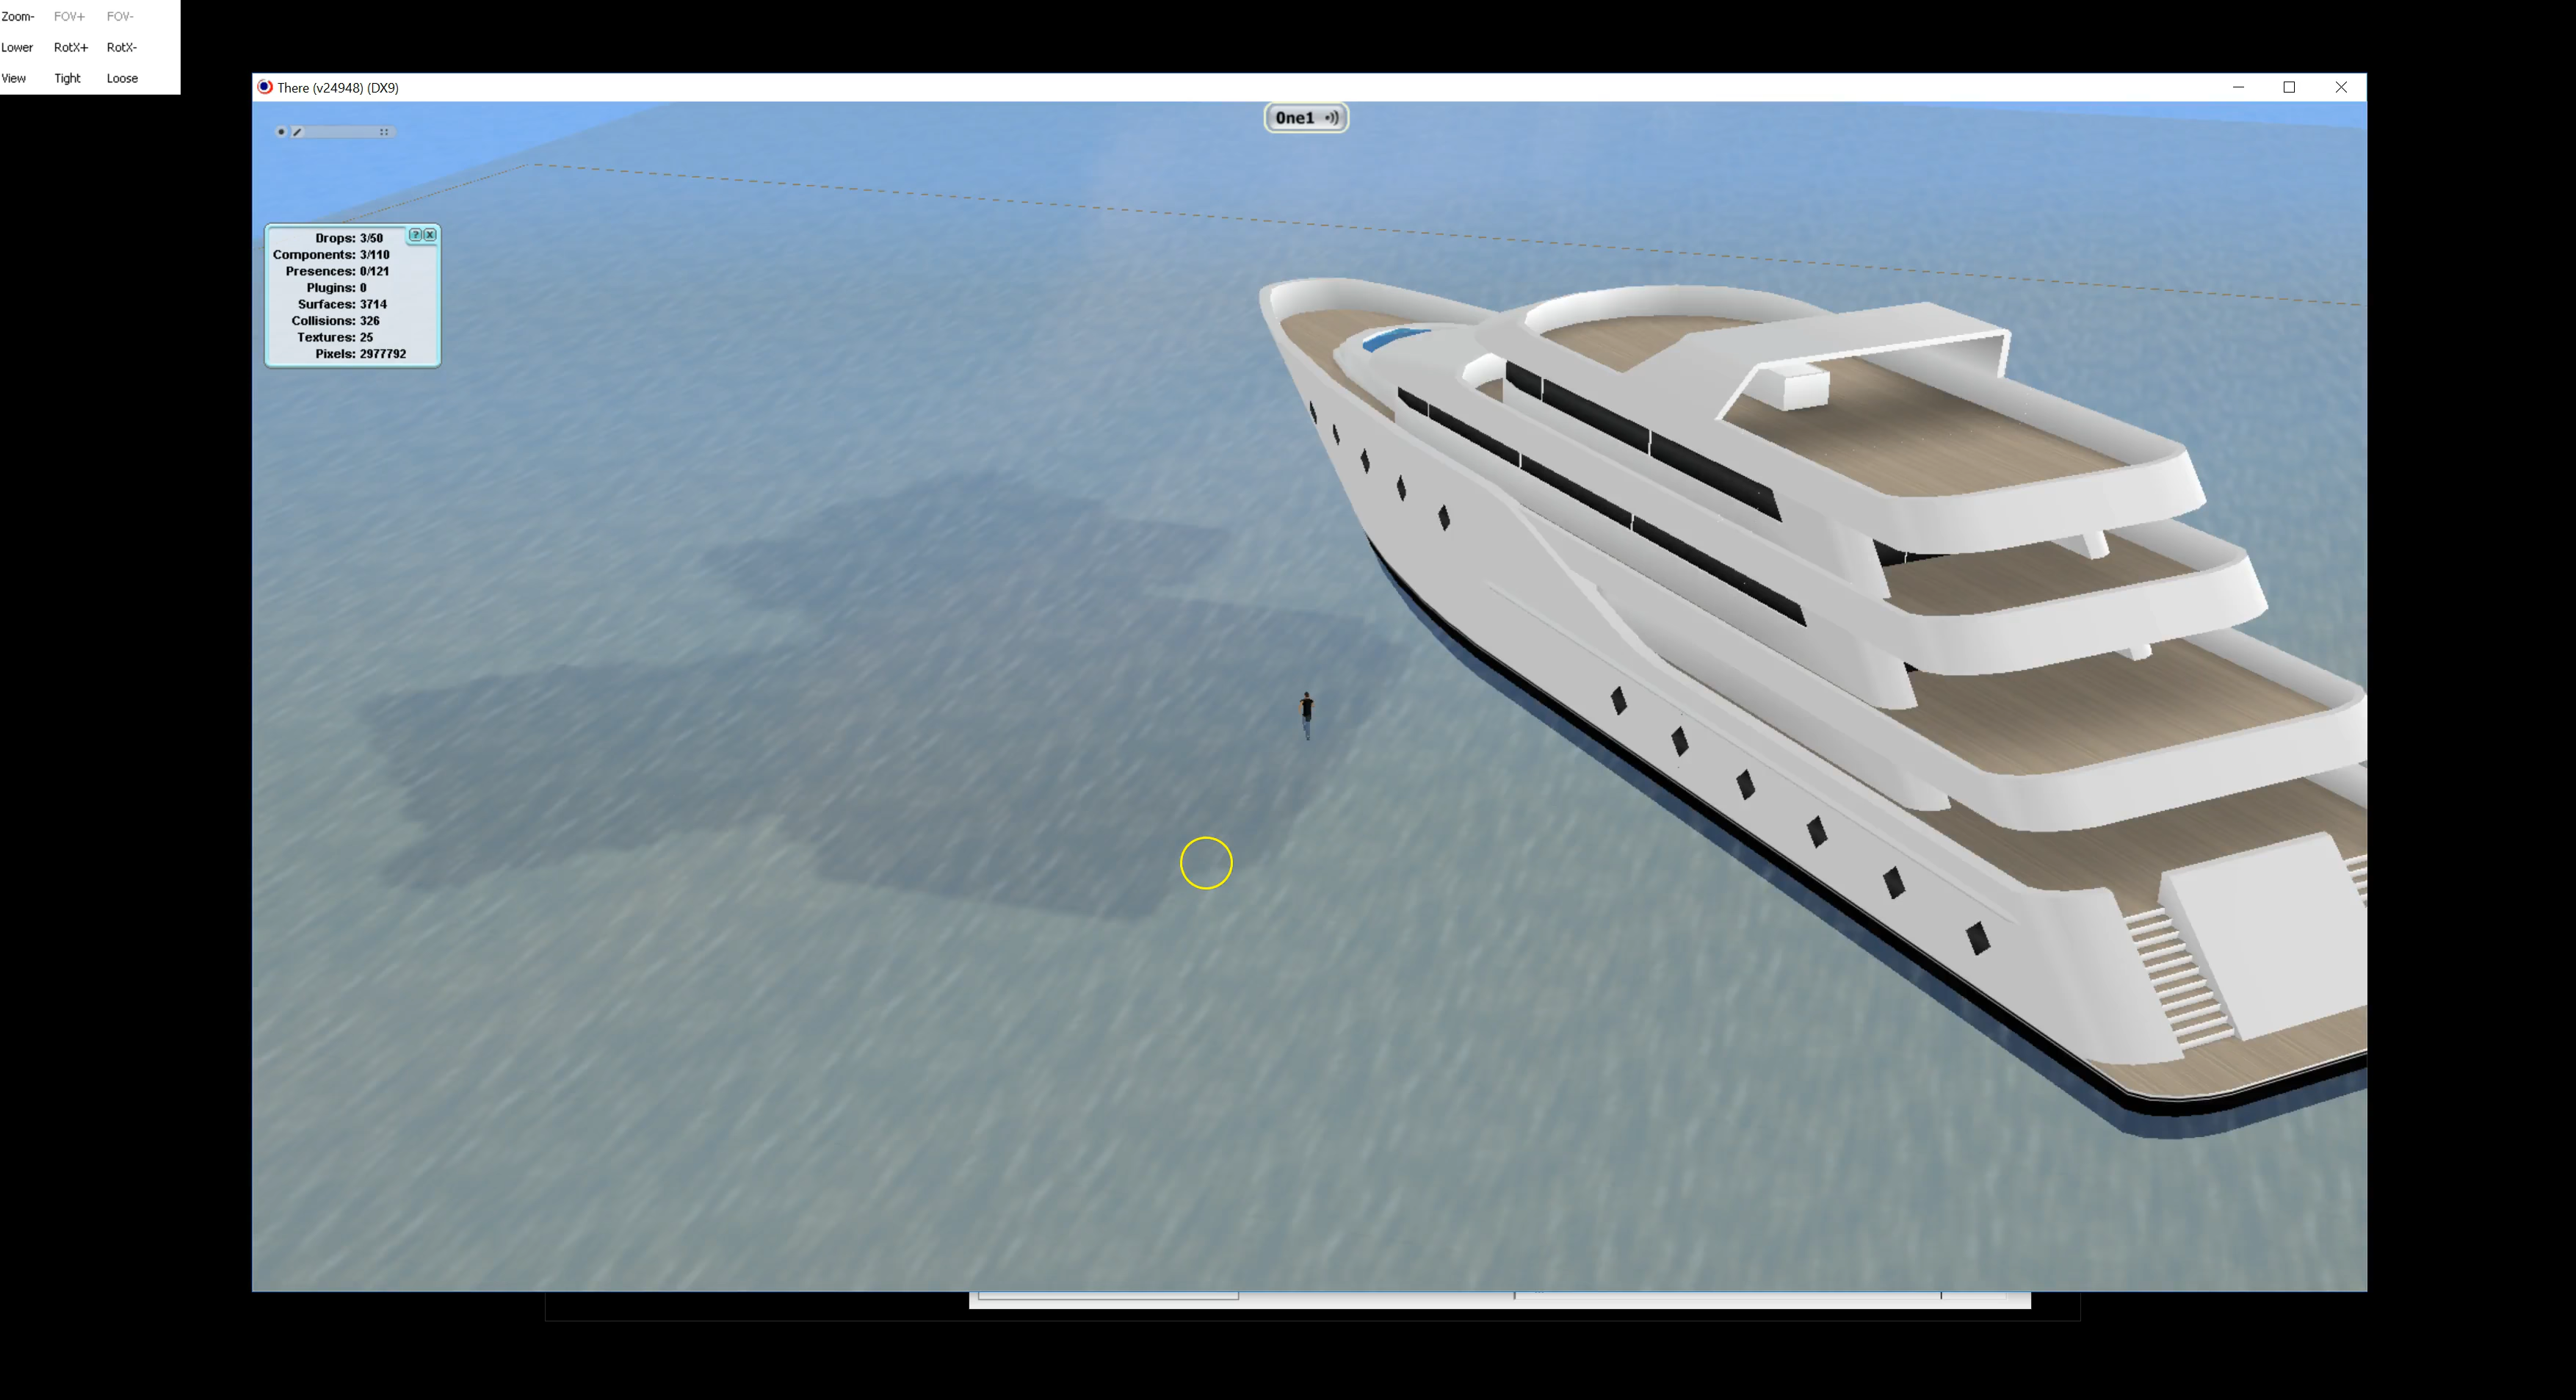 Zoom- FOV+ FOV-
Lower RotX+ RotX-
View Tight Loose
There (v24948) (DX9)
One1
Drops: 3/50
Components: 3/110
Presences: 0/121
Plugins: 0
Surfaces: 3714
Collisions: 326
Textures: 25
Pixels: 2977792